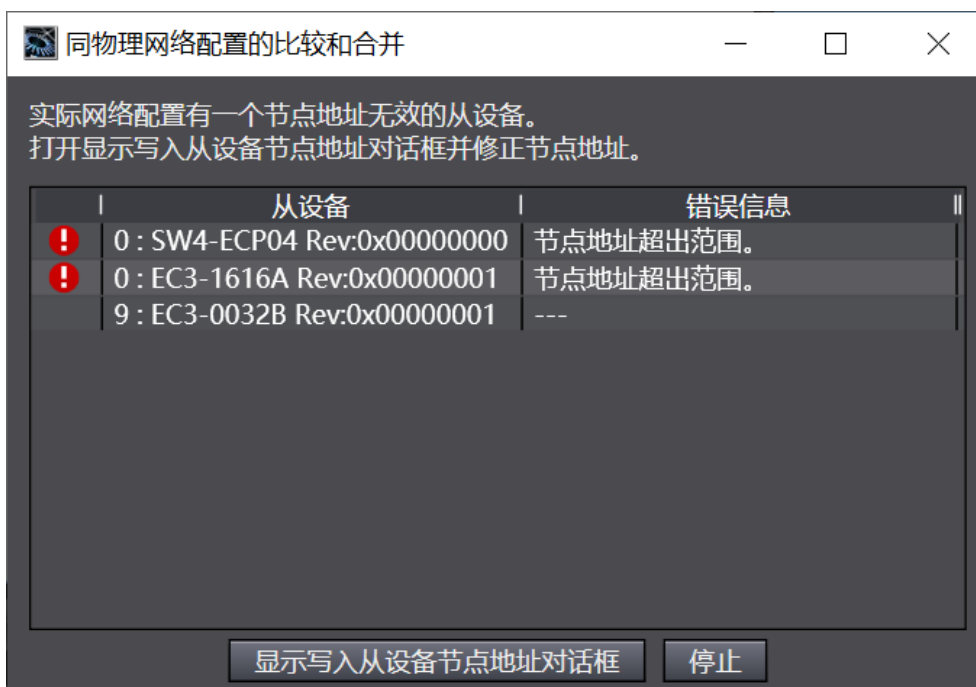 同物理网络配置的比较和合并
实际网络配置有一个节点地址无效的从设备。
打开显示写入从设备节点地址对话框并修正节点地址。
从设备 错误信息
0 : SW4-ECP04 Rev:0x00000000 节点地址超出范围。
0 : EC3-1616A Rev:0x00000001 节点地址超出范围。
9 : EC3-0032B Rev:0x00000001 ---
显示写入从设备节点地址对话框 停止